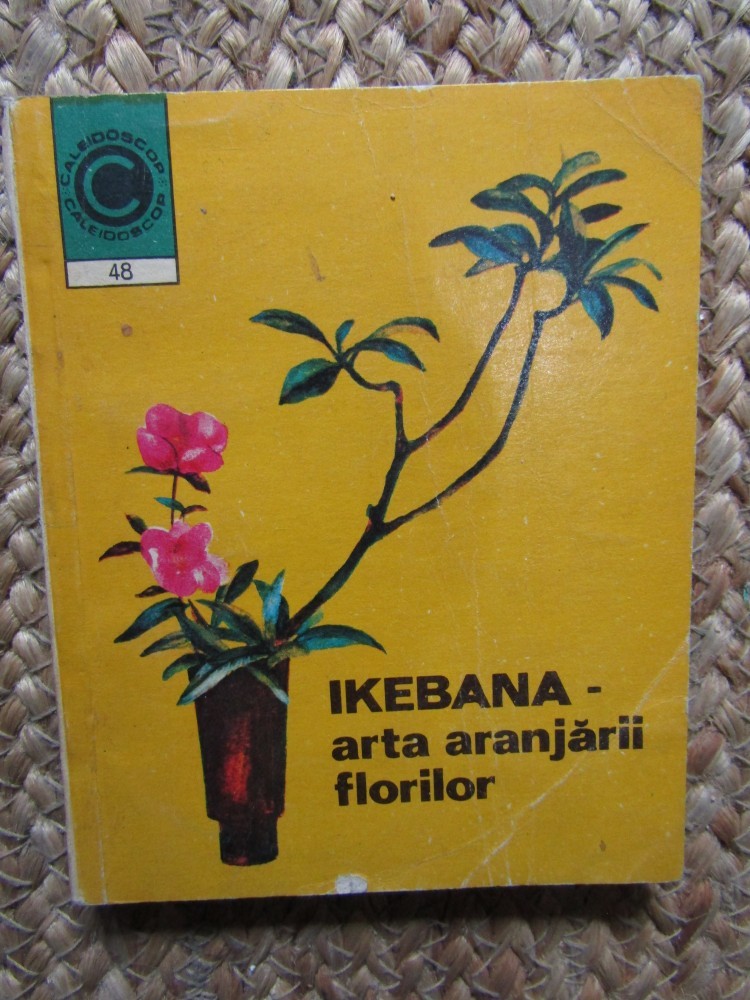 CALEIDOSCOP
C
CALEIDOSCOP
48
IKEBANA -
arta aranjării
florilor